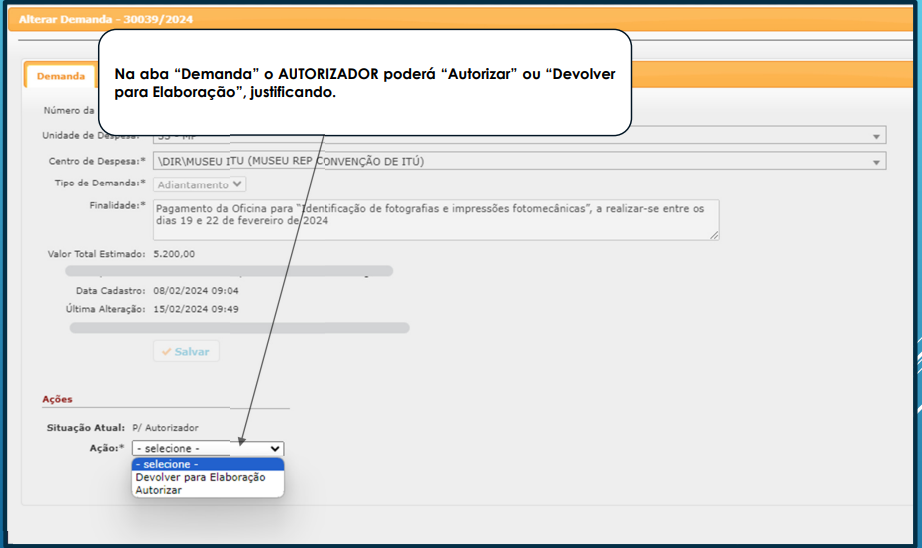 Alterar Demanda - 30039/2024
Na aba “Demanda” o AUTORIZADOR poderá “Autorizar” ou “Devolver
para Elaboração”, justificando.
Demanda
Número da
Unidade de Despesa:*
Centro de Despesa:* \DIR\MUSEU ITU (MUSEU REP CONVENÇÃO DE ITÚ)
Tipo de Demanda:* Adiantamento
Finalidade:* Pagamento da Oficina para "Identificação de fotografias e impressões fotomecânicas", a realizar-se entre os
dias 19 e 22 de fevereiro de 2024
Valor Total Estimado: 5.200,00
Data Cadastro: 08/02/2024 09:04
Última Alteração: 15/02/2024 09:49
Salvar
Ações
Situação Atual: P/ Autorizador
Ação:* - selecione -
- selecione -
Devolver para Elaboração
Autorizar